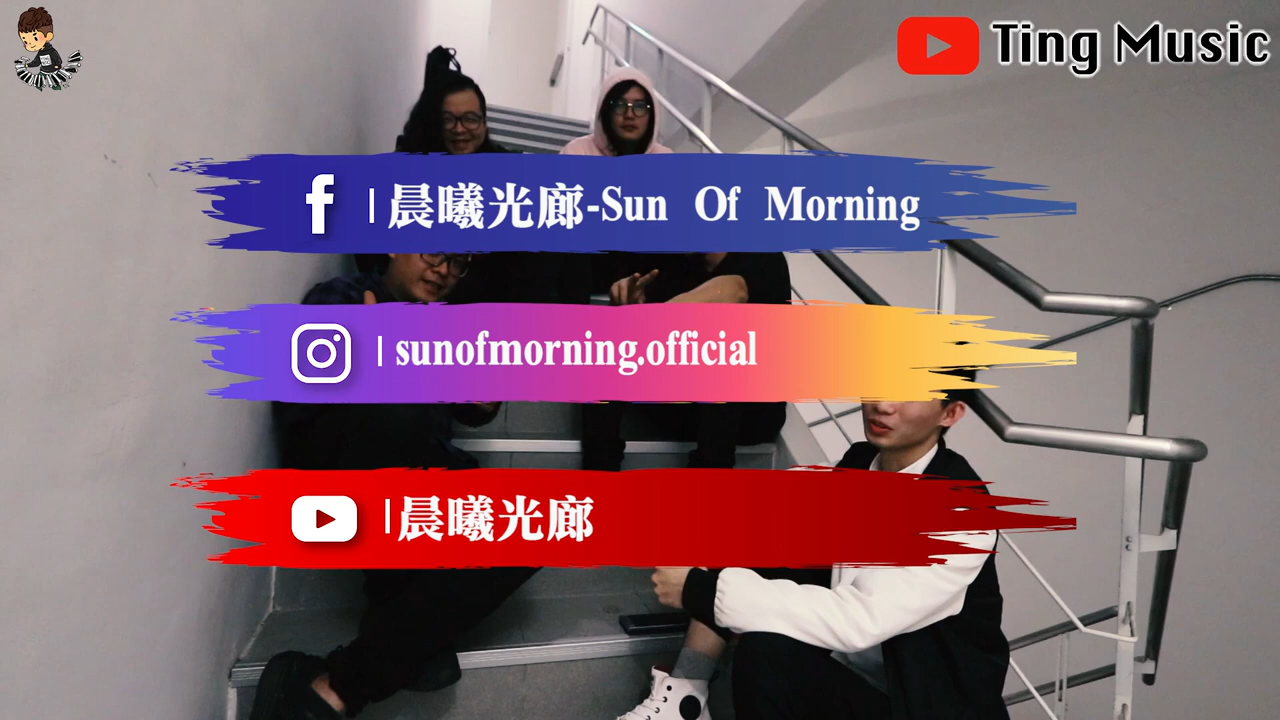 Ting Music
晨曦光廊-Sun Of Morning
sunofmorning.official
晨曦光廊